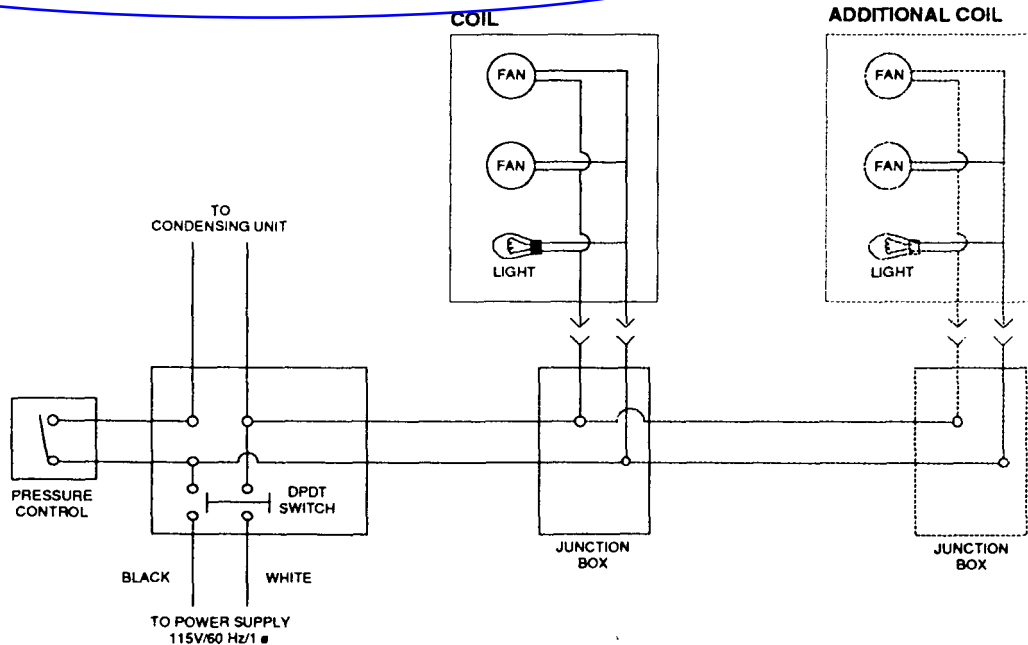 COIL
ADDITIONAL COIL
FAN
FAN
FAN
FAN
TO
CONDENSING UNIT
LIGHT
LIGHT
PRESSURE
CONTROL
DPDT
SWITCH
JUNCTION
BOX
JUNCTION
BOX
BLACK
WHITE
TO POWER SUPPLY
115V/60 Hz/1 ø